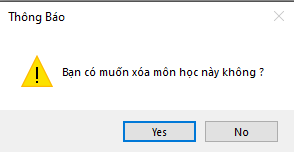 Thông Báo
Bạn có muốn xóa môn học này không ?
Yes
No